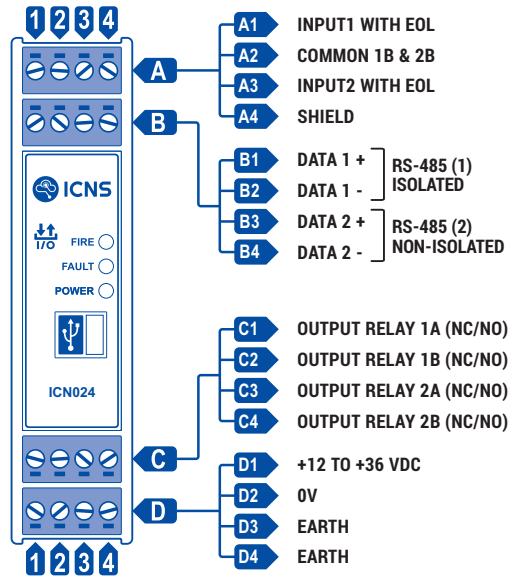 1 2 3 4
A
A1 INPUT1 WITH EOL
A2 COMMON 1B & 2B
A3 INPUT2 WITH EOL
A4 SHIELD
B
B1 DATA 1 +
B2 DATA 1 -
RS-485 (1)
ISOLATED
B3 DATA 2 +
B4 DATA 2 -
RS-485 (2)
NON-ISOLATED
ICNS
I/O
FIRE
FAULT
POWER
ICN024
C
C1 OUTPUT RELAY 1A (NC/NO)
C2 OUTPUT RELAY 1B (NC/NO)
C3 OUTPUT RELAY 2A (NC/NO)
C4 OUTPUT RELAY 2B (NC/NO)
D
D1 +12 TO +36 VDC
D2 0V
D3 EARTH
D4 EARTH
1 2 3 4